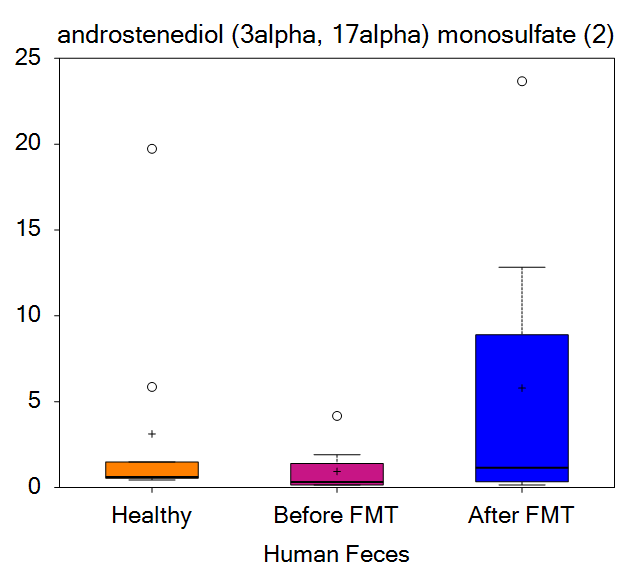 androstenediol (3alpha, 17alpha) monosulfate (2)
25
20
15
10
5
0
Healthy Before FMT After FMT
Human Feces